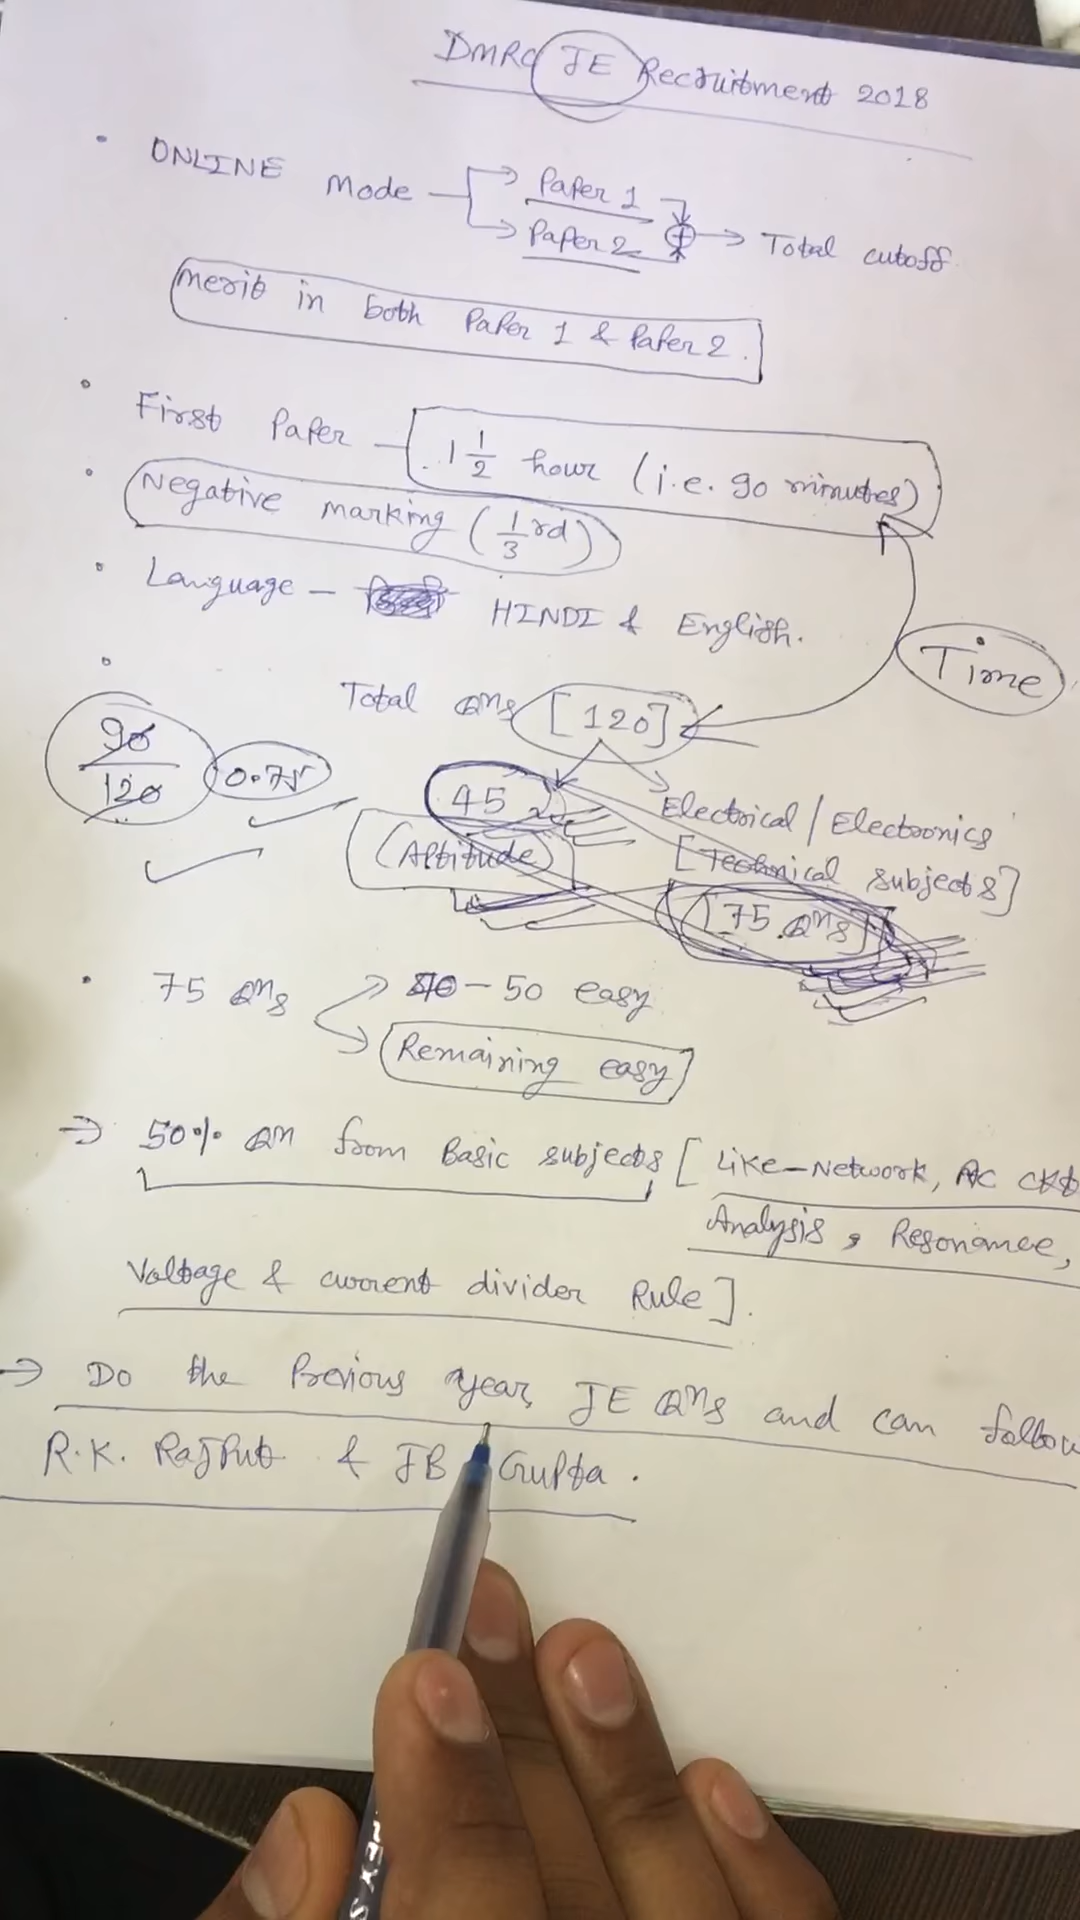 DMRC JE Recruitment 2018
• ONLINE Mode → Paper 1
→ Paper 2 → Total cutoff
Merit in both Paper 1 & Paper 2.
• First Paper – 1 1/2 hour (i.e. 90 minutes)
• Negative marking (1/3 rd)
• Language – HINDI & English.
Time
• Total Qns [120]
90/120 0.75
45
(Aptitude)
Electrical / Electronics
[Technical subjects]
[75 Qns]
• 75 Qns → 40 – 50 easy
→ Remaining easy
→ 50% Qn from Basic subjects [Like – Network, AC ckt
Analysis, Resonance,
Voltage & current divider Rule].
→ Do the Previous year JE Qns and can follow
R.K. Rajput & JB Gupta.